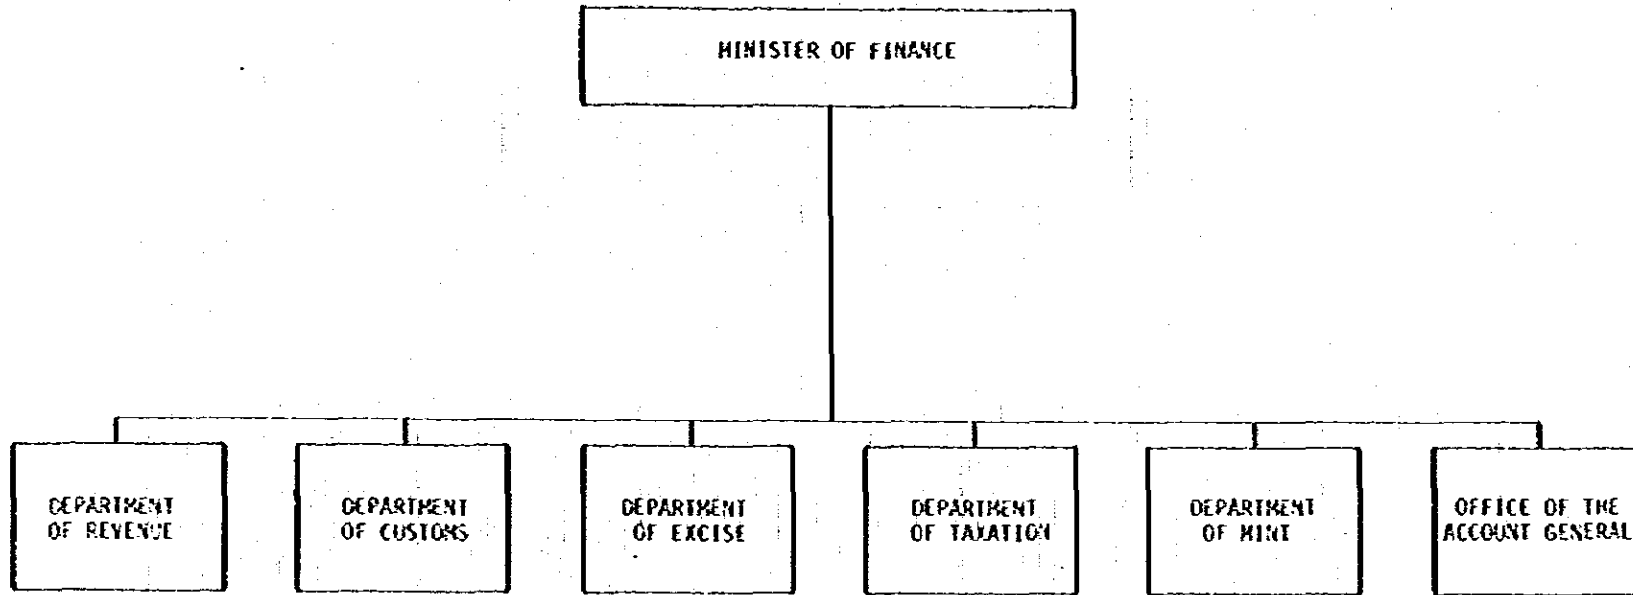 MINISTER OF FINANCE
DEPARTMENT
OF REVENUE
DEPARTMENT
OF CUSTOMS
DEPARTMENT
OF EXCISE
DEPARTMENT
OF TAXATION
DEPARTMENT
OF MINT
OFFICE OF THE
ACCOUNT GENERAL